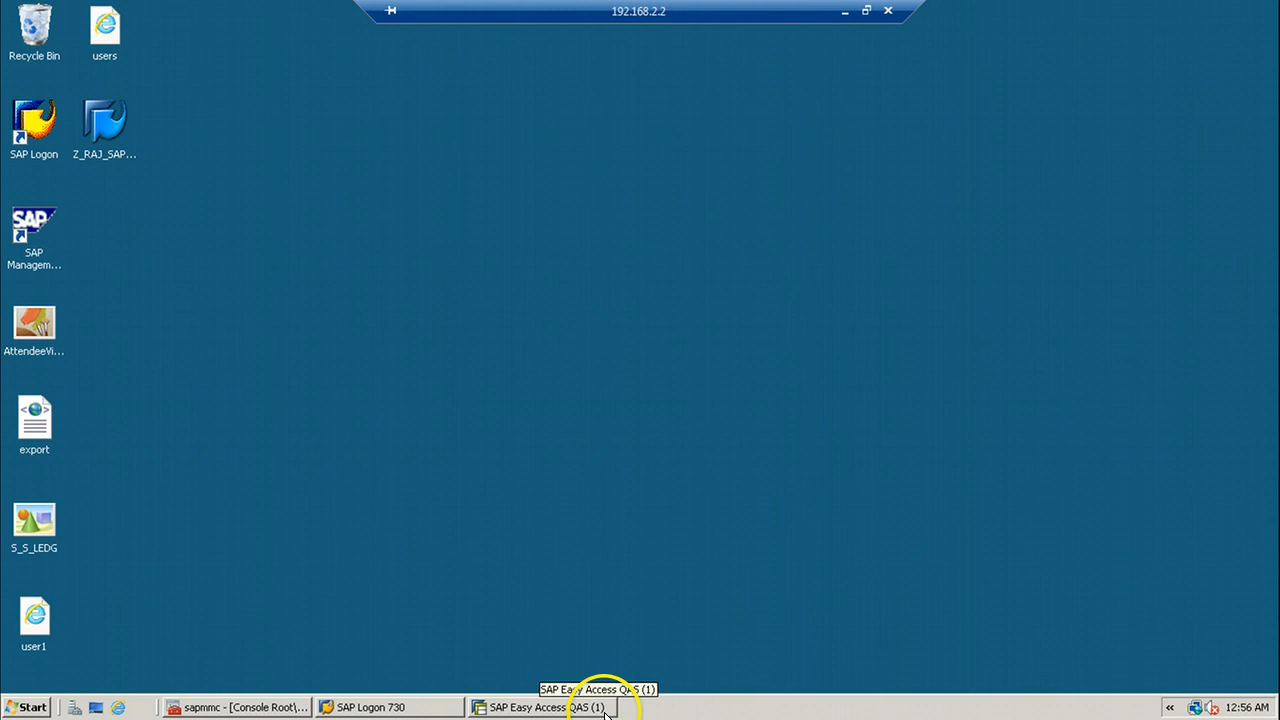 192.168.2.2
Recycle Bin
users
SAP Logon
Z_RAJ_SAP...
SAP
SAP
Managem...
AttendeeVi...
export
S_S_LEDG
user1
SAP Easy Access QAS (1)
Start
sapmmc - [Console Root\...
SAP Logon 730
SAP Easy Access QAS (1)
12:56 AM